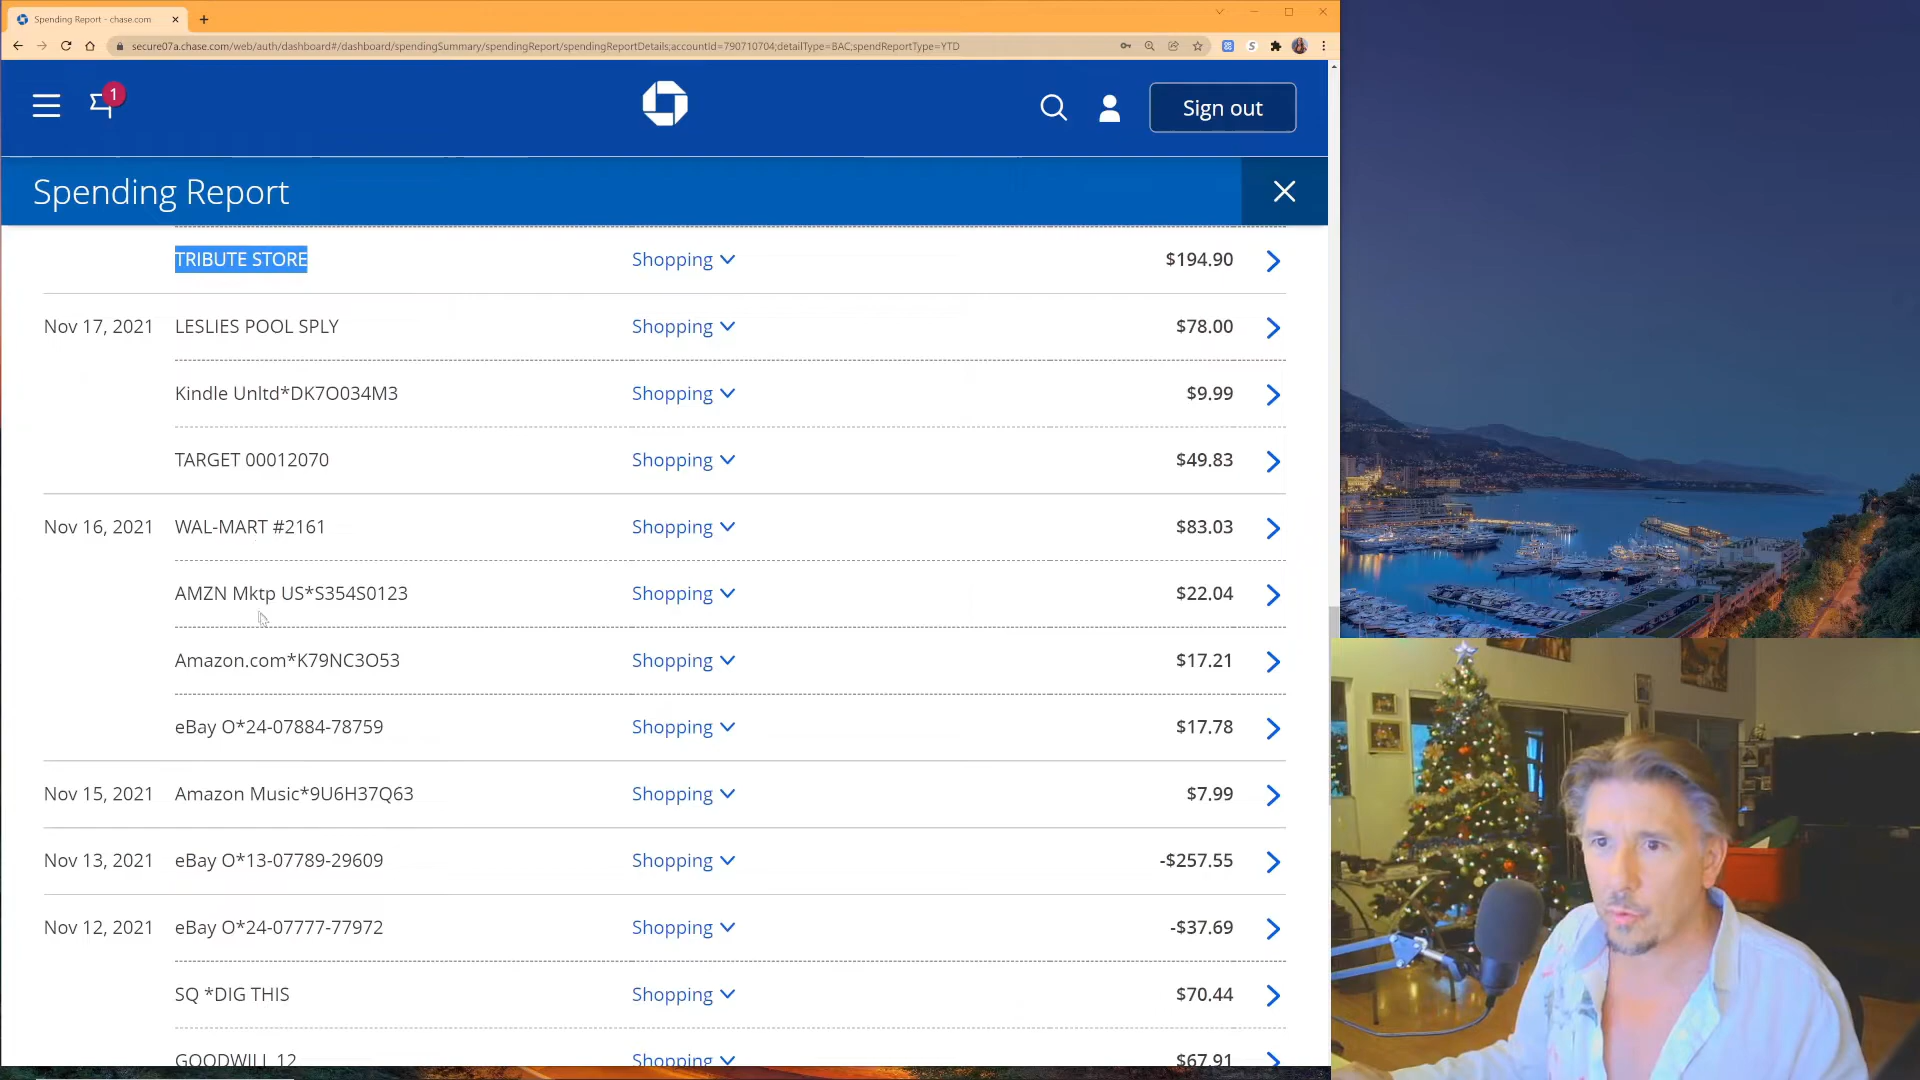 Spending Report - chase.com
secure07a.chase.com/web/auth/dashboard#/dashboard/spendingSummary/spendingReport/spendingReportDetails;accountId=790710704;detailType=BAC;spendReportType=YTD
1
Sign out
Spending Report
TRIBUTE STORE Shopping $194.90
Nov 17, 2021 LESLIES POOL SPLY Shopping $78.00
Kindle Unltd*DK7O034M3 Shopping $9.99
TARGET 00012070 Shopping $49.83
Nov 16, 2021 WAL-MART #2161 Shopping $83.03
AMZN Mktp US*S354S0123 Shopping $22.04
Amazon.com*K79NC3O53 Shopping $17.21
eBay O*24-07884-78759 Shopping $17.78
Nov 15, 2021 Amazon Music*9U6H37Q63 Shopping $7.99
Nov 13, 2021 eBay O*13-07789-29609 Shopping -$257.55
Nov 12, 2021 eBay O*24-07777-77972 Shopping -$37.69
SQ *DIG THIS Shopping $70.44
GOODWILL 12 Shopping $67.91